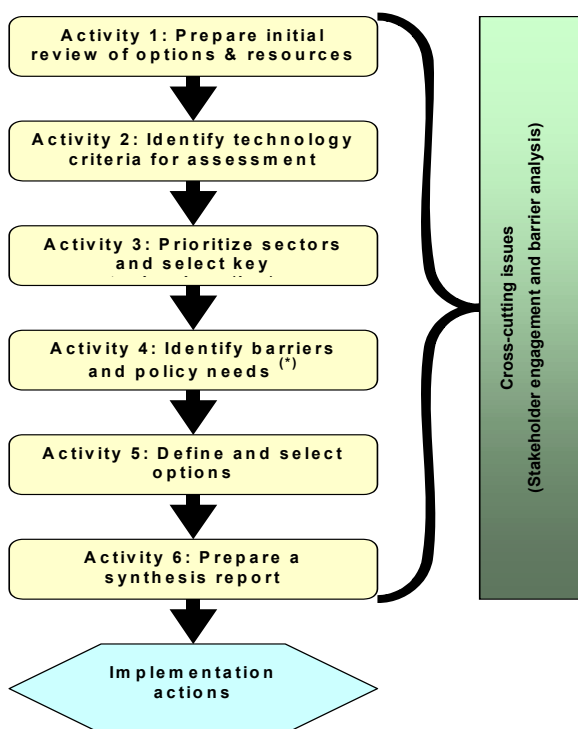 Activity 1: Prepare initial
review of options & resources
Activity 2: Identify technology
criteria for assessment
Activity 3: Prioritize sectors
and select key
Activity 4: Identify barriers
and policy needs (*)
Activity 5: Define and select
options
Activity 6: Prepare a
synthesis report
Implementation
actions
Cross-cutting issues
(Stakeholder engagement and barrier analysis)